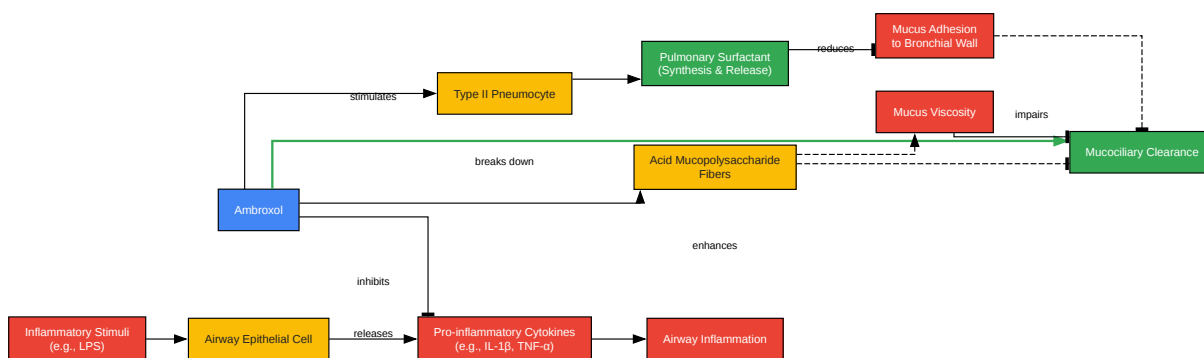 Mucus Adhesion
to Bronchial Wall
reduces
Pulmonary Surfactant
(Synthesis & Release)
stimulates
Type II Pneumocyte
Mucus Viscosity
impairs
breaks down
Acid Mucopolysaccharide
Fibers
Mucociliary Clearance
Ambroxol
enhances
inhibits
Inflammatory Stimuli
(e.g., LPS)
Airway Epithelial Cell
releases
Pro-inflammatory Cytokines
(e.g., IL-1β, TNF-α)
Airway Inflammation